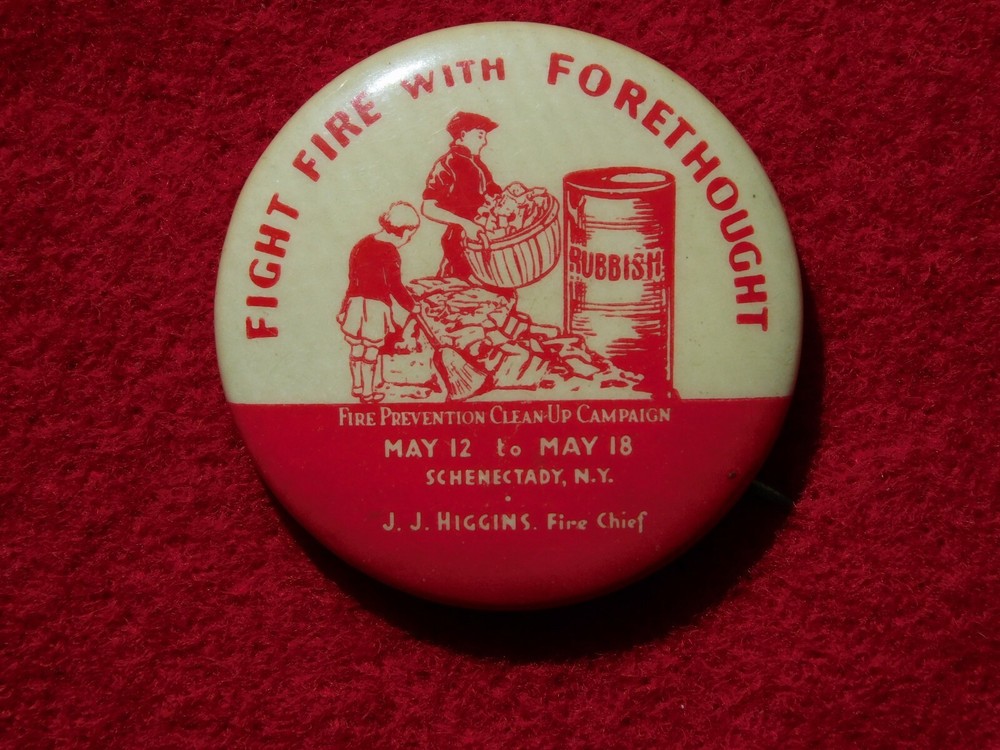 FIGHT FIRE WITH FORETHOUGHT
RUBBISH
FIRE PREVENTION CLEAN-UP CAMPAIGN
MAY 12 to MAY 18
SCHENECTADY, N.Y.
J. J. HIGGINS. Fire Chief